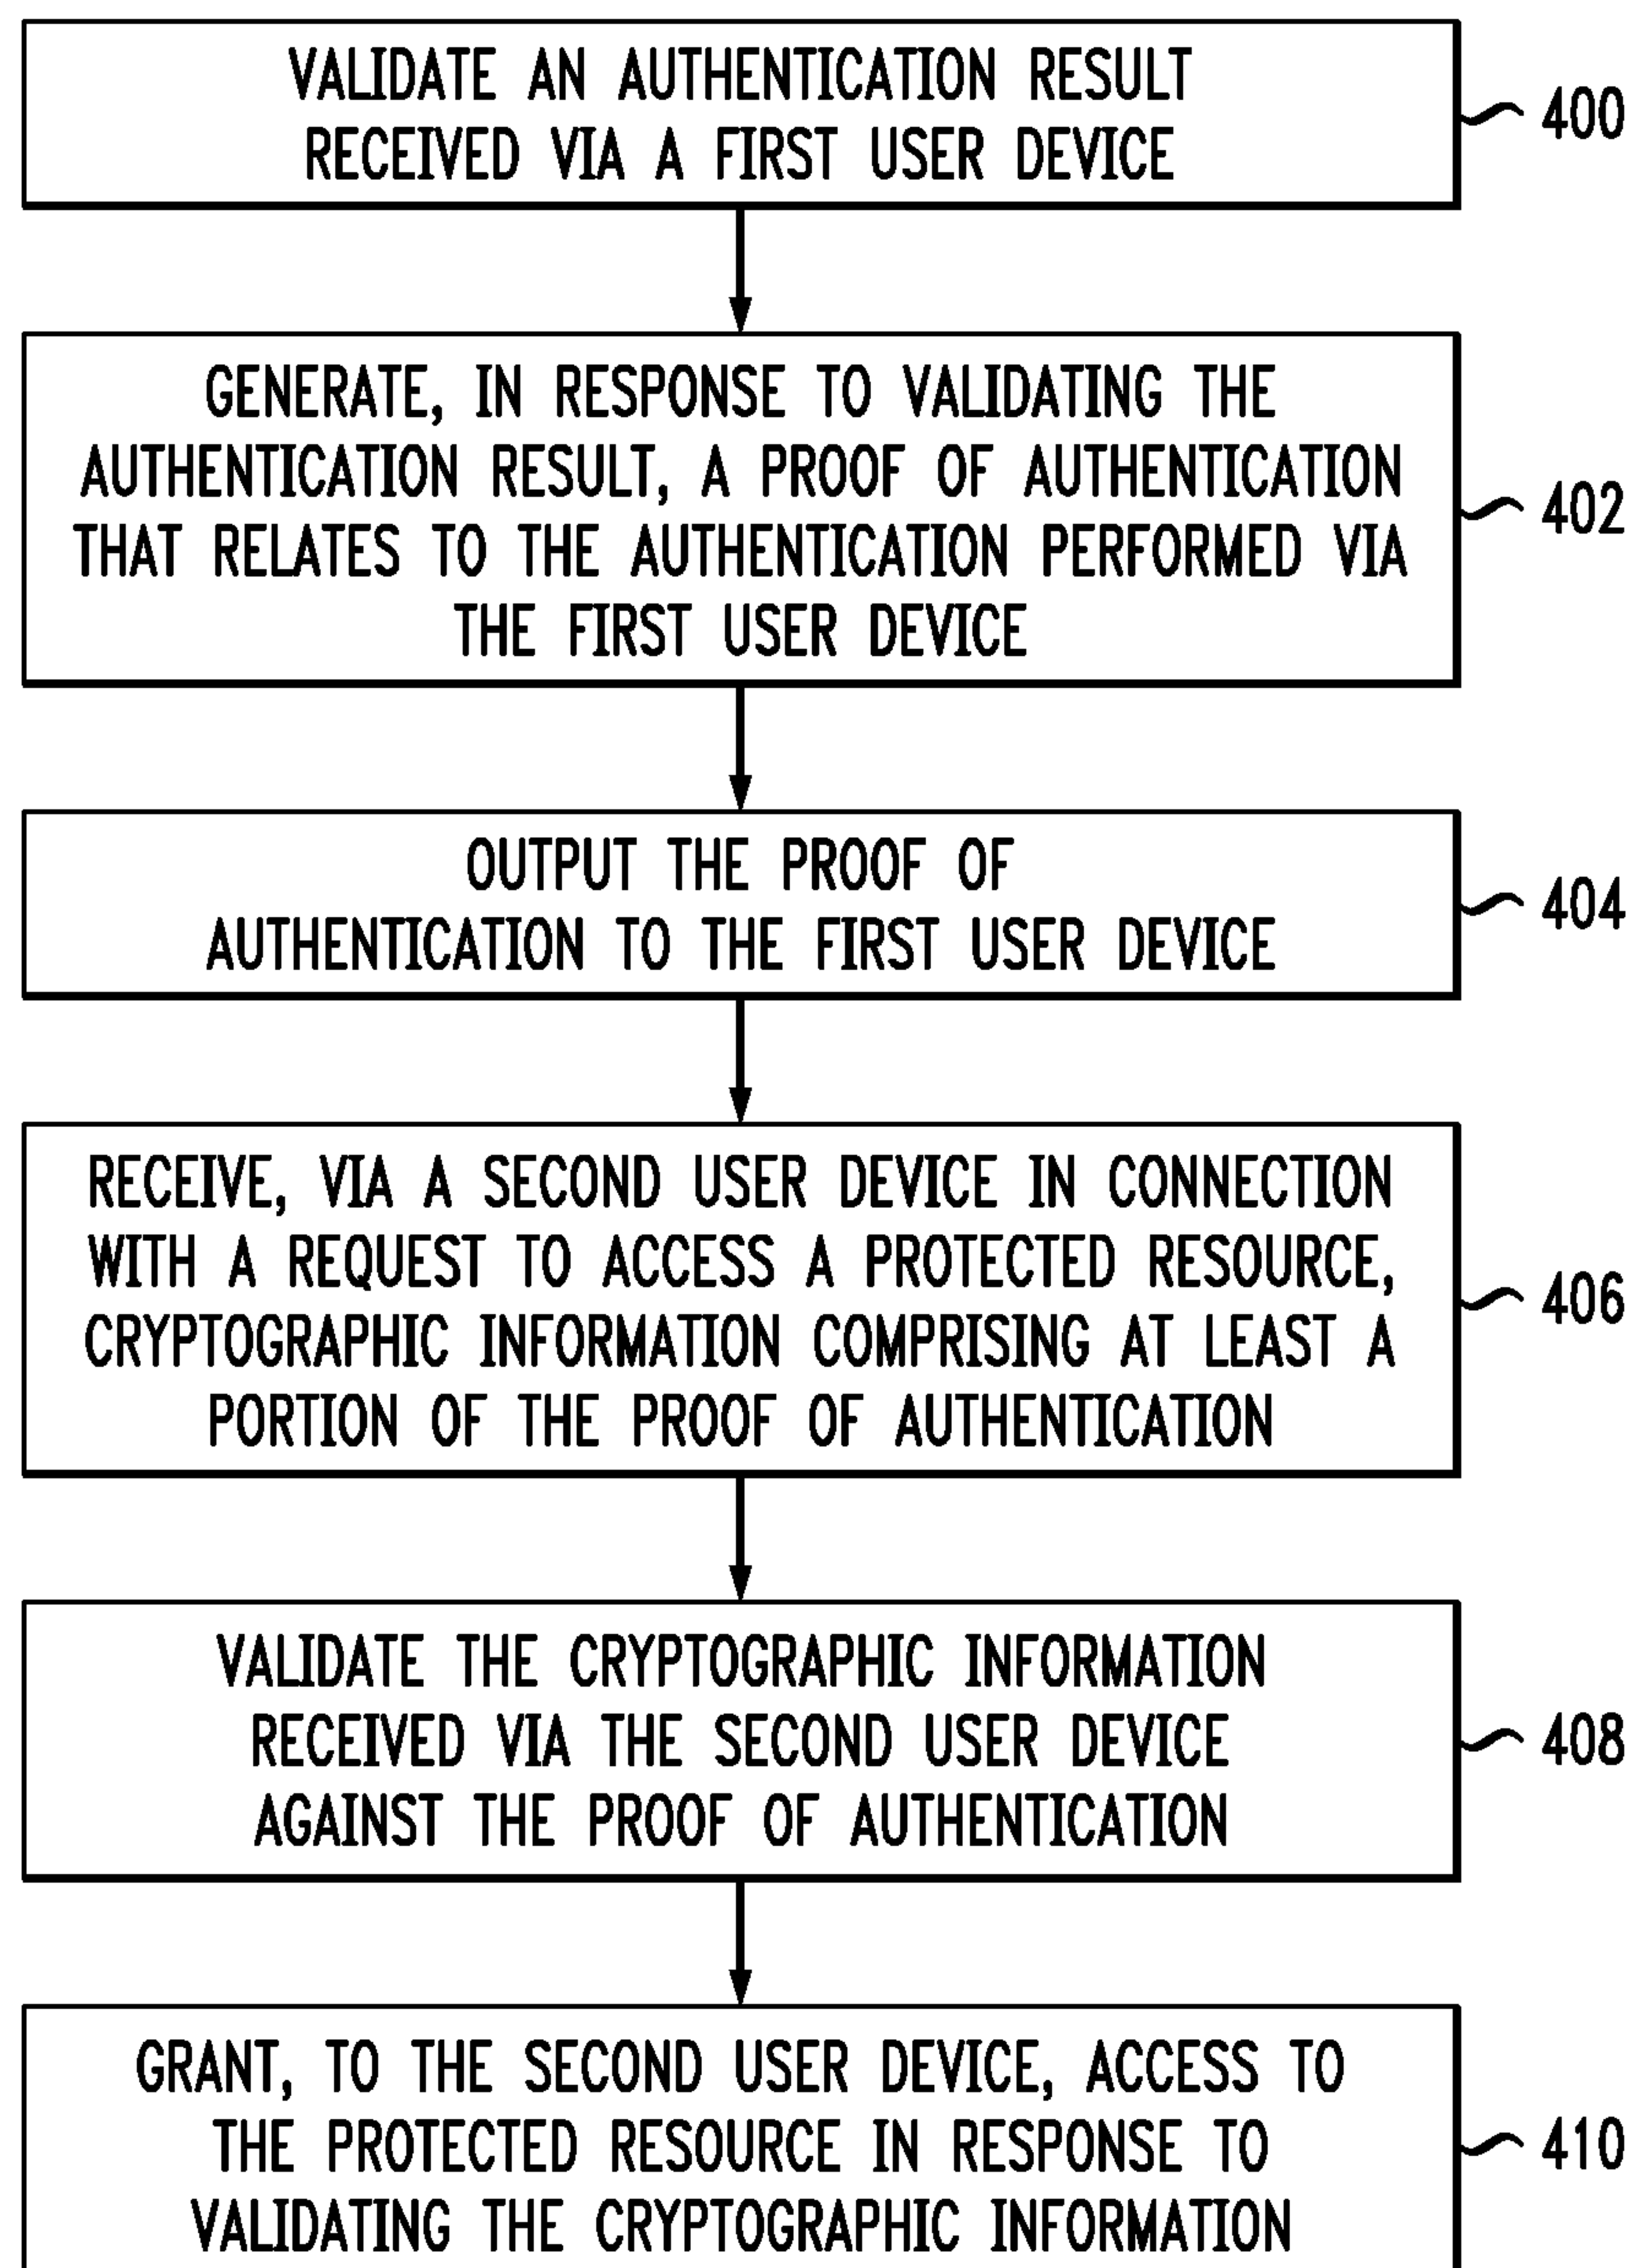 VALIDATE AN AUTHENTICATION RESULT
RECEIVED VIA A FIRST USER DEVICE
400
GENERATE, IN RESPONSE TO VALIDATING THE
AUTHENTICATION RESULT, A PROOF OF AUTHENTICATION
THAT RELATES TO THE AUTHENTICATION PERFORMED VIA
THE FIRST USER DEVICE
402
OUTPUT THE PROOF OF
AUTHENTICATION TO THE FIRST USER DEVICE
404
RECEIVE, VIA A SECOND USER DEVICE IN CONNECTION
WITH A REQUEST TO ACCESS A PROTECTED RESOURCE,
CRYPTOGRAPHIC INFORMATION COMPRISING AT LEAST A
PORTION OF THE PROOF OF AUTHENTICATION
406
VALIDATE THE CRYPTOGRAPHIC INFORMATION
RECEIVED VIA THE SECOND USER DEVICE
AGAINST THE PROOF OF AUTHENTICATION
408
GRANT, TO THE SECOND USER DEVICE, ACCESS TO
THE PROTECTED RESOURCE IN RESPONSE TO
VALIDATING THE CRYPTOGRAPHIC INFORMATION
410